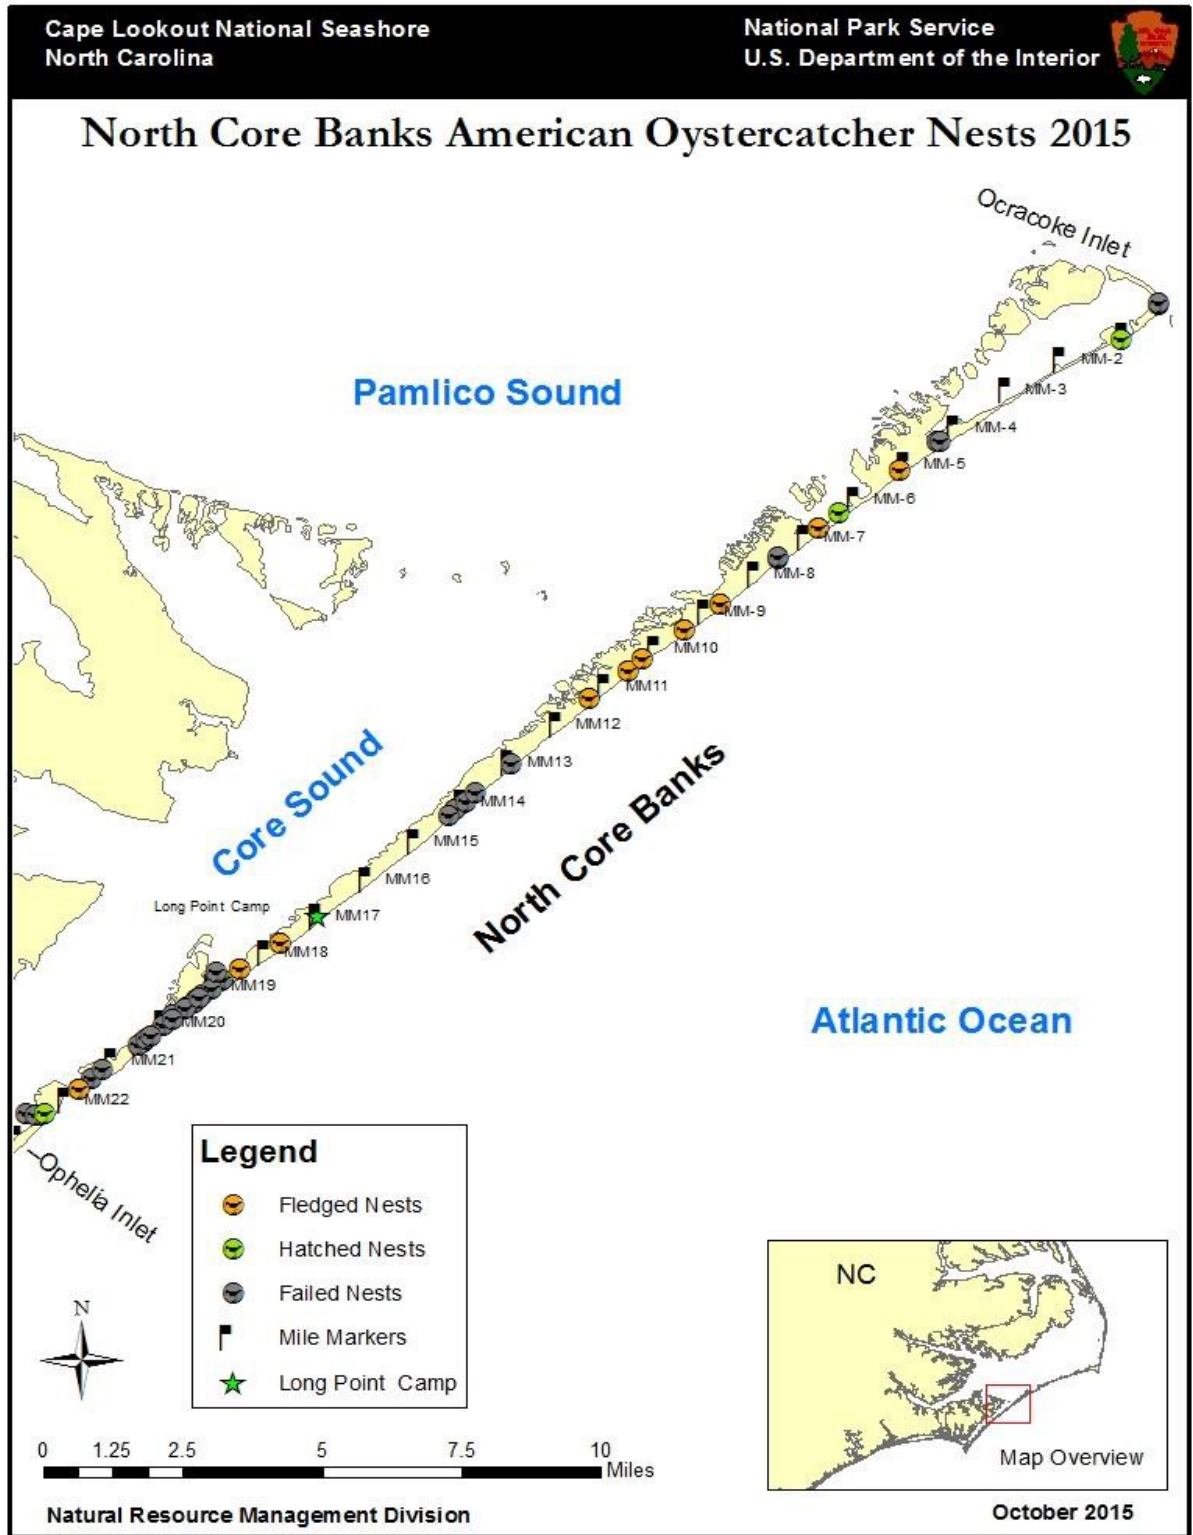 Cape Lookout National Seashore
North Carolina
National Park Service
U.S. Department of the Interior
North Core Banks American Oystercatcher Nests 2015
Ocracoke Inlet
Pamlico Sound
MM-2
MM-3
MM-4
MM-5
MM-6
MM-7
MM-8
MM-9
MM10
MM11
MM12
MM13
MM14
MM15
MM16
MM17
MM18
MM19
MM20
MM21
MM22
Core Sound
North Core Banks
Long Point Camp
Atlantic Ocean
Ophelia Inlet
Legend
Fledged Nests
Hatched Nests
Failed Nests
Mile Markers
Long Point Camp
N
NC
Map Overview
0 1.25 2.5 5 7.5 10
Miles
Natural Resource Management Division
October 2015